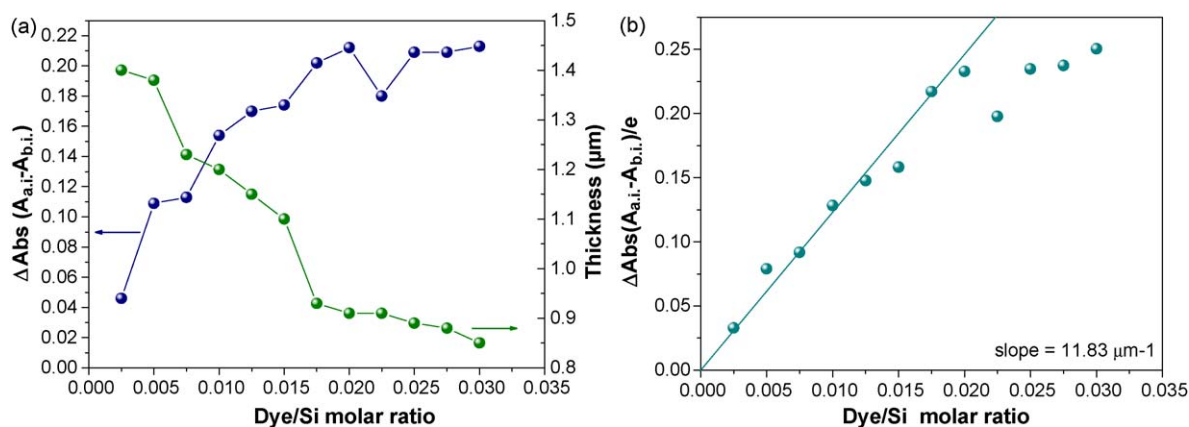 (a)
0.22
0.20
0.18
0.16
0.14
0.12
0.10
0.08
0.06
0.04
0.02
0.00
ΔAbs (Aa.i.-Ab.i.)
1.5
1.4
1.3
1.2
1.1
1.0
0.9
0.8
Thickness (μm)
0.000 0.005 0.010 0.015 0.020 0.025 0.030 0.035
Dye/Si molar ratio
(b)
0.25
0.20
0.15
0.10
0.05
0.00
ΔAbs(Aa.i.-Ab.i.)/e
slope = 11.83 μm-1
0.000 0.005 0.010 0.015 0.020 0.025 0.030 0.035
Dye/Si molar ratio